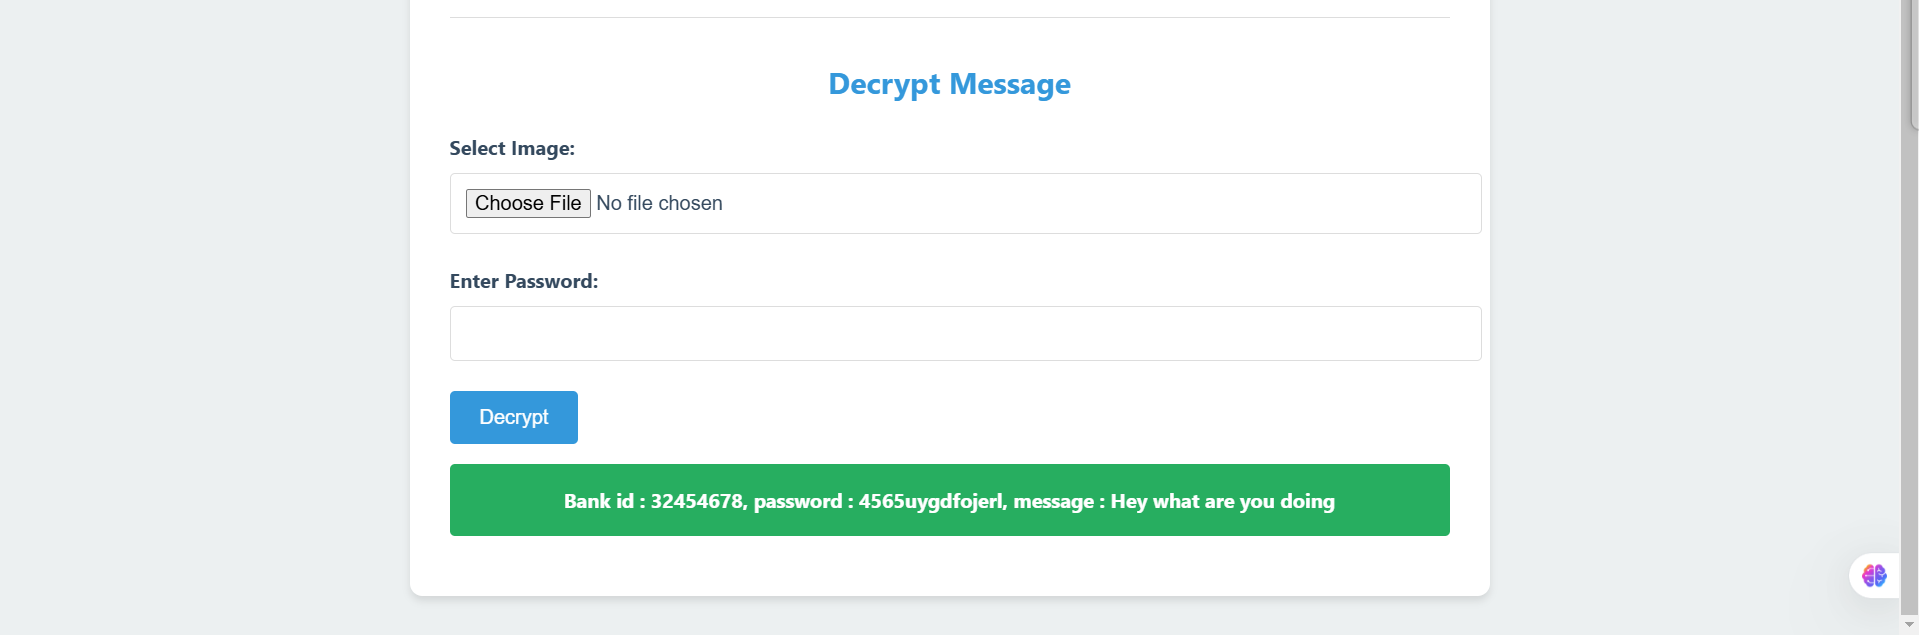 Decrypt Message
Select Image:
Choose File No file chosen
Enter Password:
Decrypt
Bank id : 32454678, password : 4565uygdfojerl, message : Hey what are you doing